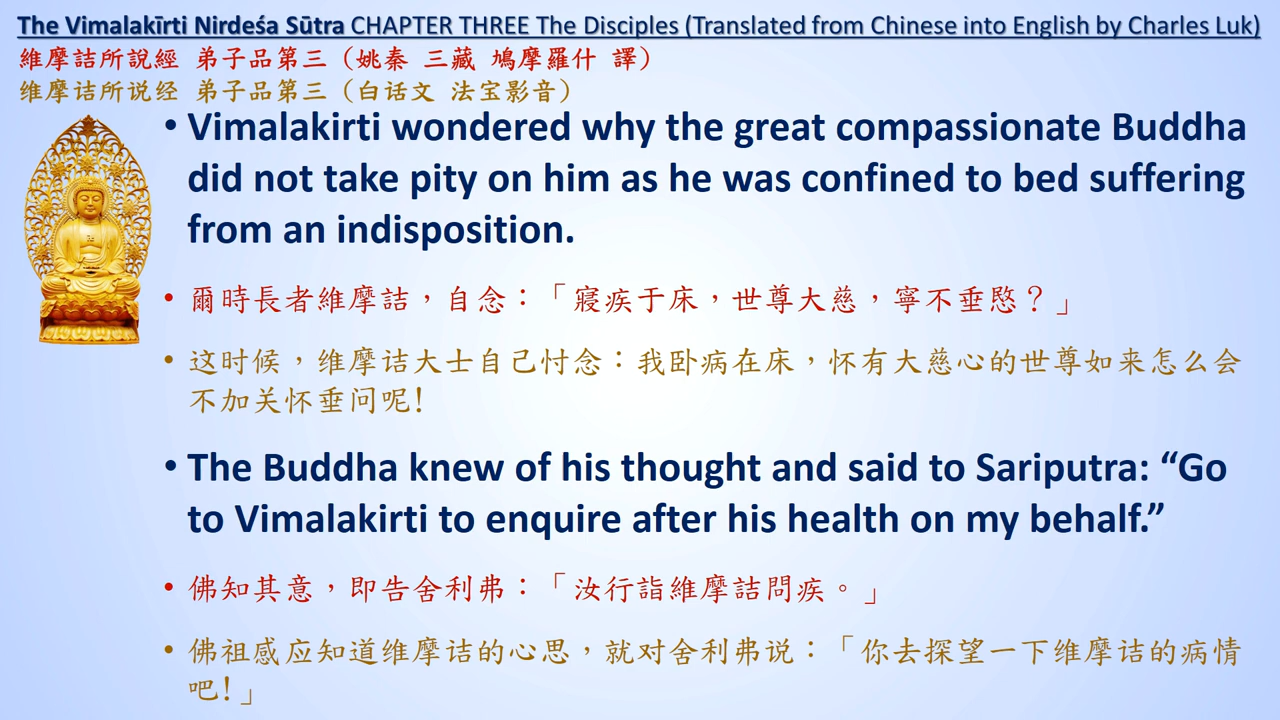 The Vimalakīrti Nirdeśa Sūtra CHAPTER THREE The Disciples (Translated from Chinese into English by Charles Luk)
維摩詰所說經 弟子品第三（姚秦 三藏 鳩摩羅什 譯）
维摩诘所说经 弟子品第三（白话文 法宝影音）
• Vimalakirti wondered why the great compassionate Buddha
did not take pity on him as he was confined to bed suffering
from an indisposition.
• 爾時長者維摩詰，自念：「寢疾于床，世尊大慈，寧不垂愍？」
• 这时候，维摩诘大士自己忖念：我卧病在床，怀有大慈心的世尊如来怎么会
不加关怀垂问呢!
• The Buddha knew of his thought and said to Sariputra: “Go
to Vimalakirti to enquire after his health on my behalf.”
• 佛知其意，即告舍利弗：「汝行詣維摩詰問疾。」
• 佛祖感应知道维摩诘的心思，就对舍利弗说：「你去探望一下维摩诘的病情
吧!」